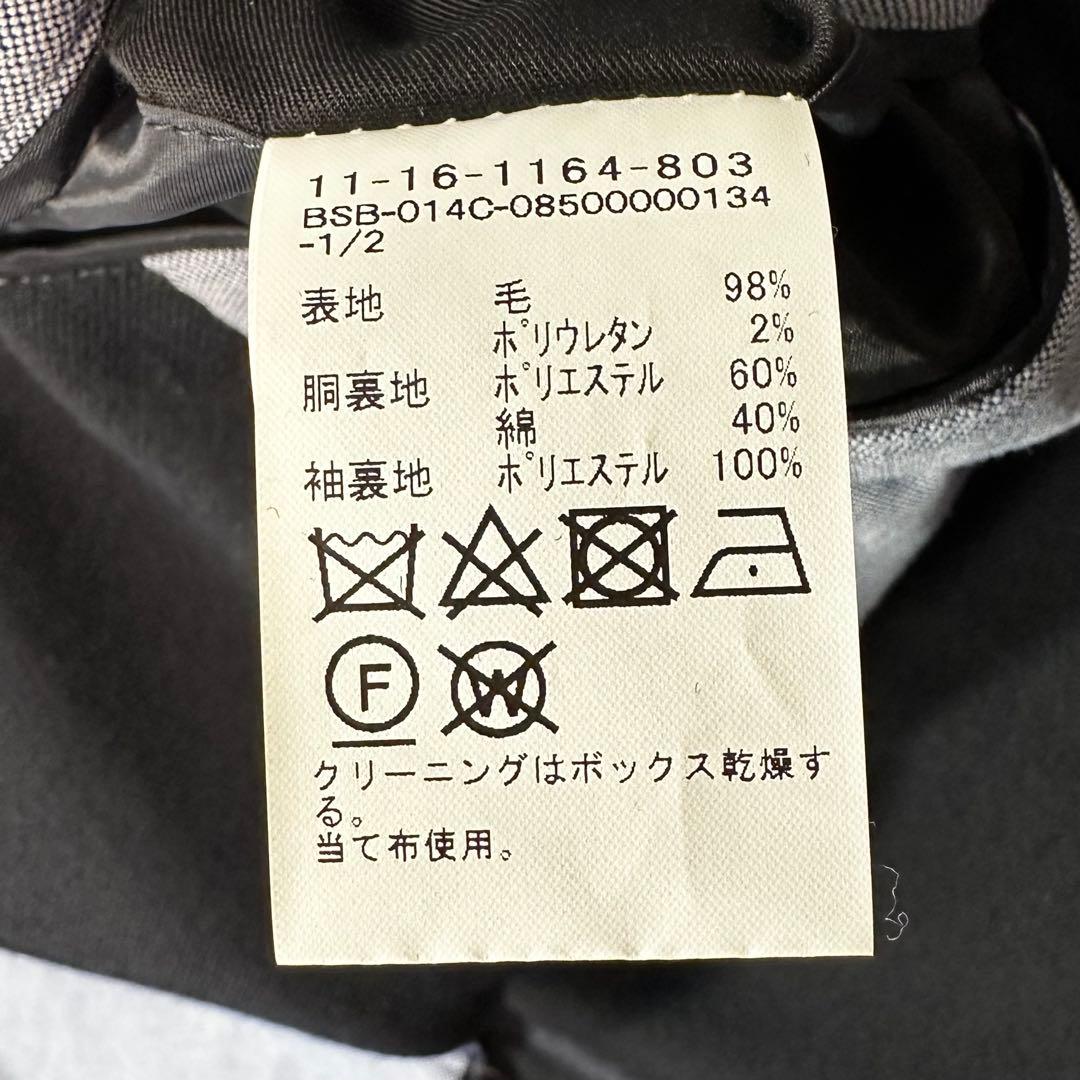 11-16-1164-803
BSB-014C-08500000134
-1/2
表地 毛 98%
ポリウレタン 2%
胴裏地 ポリエステル 60%
綿 40%
袖裏地 ポリエステル 100%
F W
クリーニングはボックス乾燥す
る。
当て布使用。